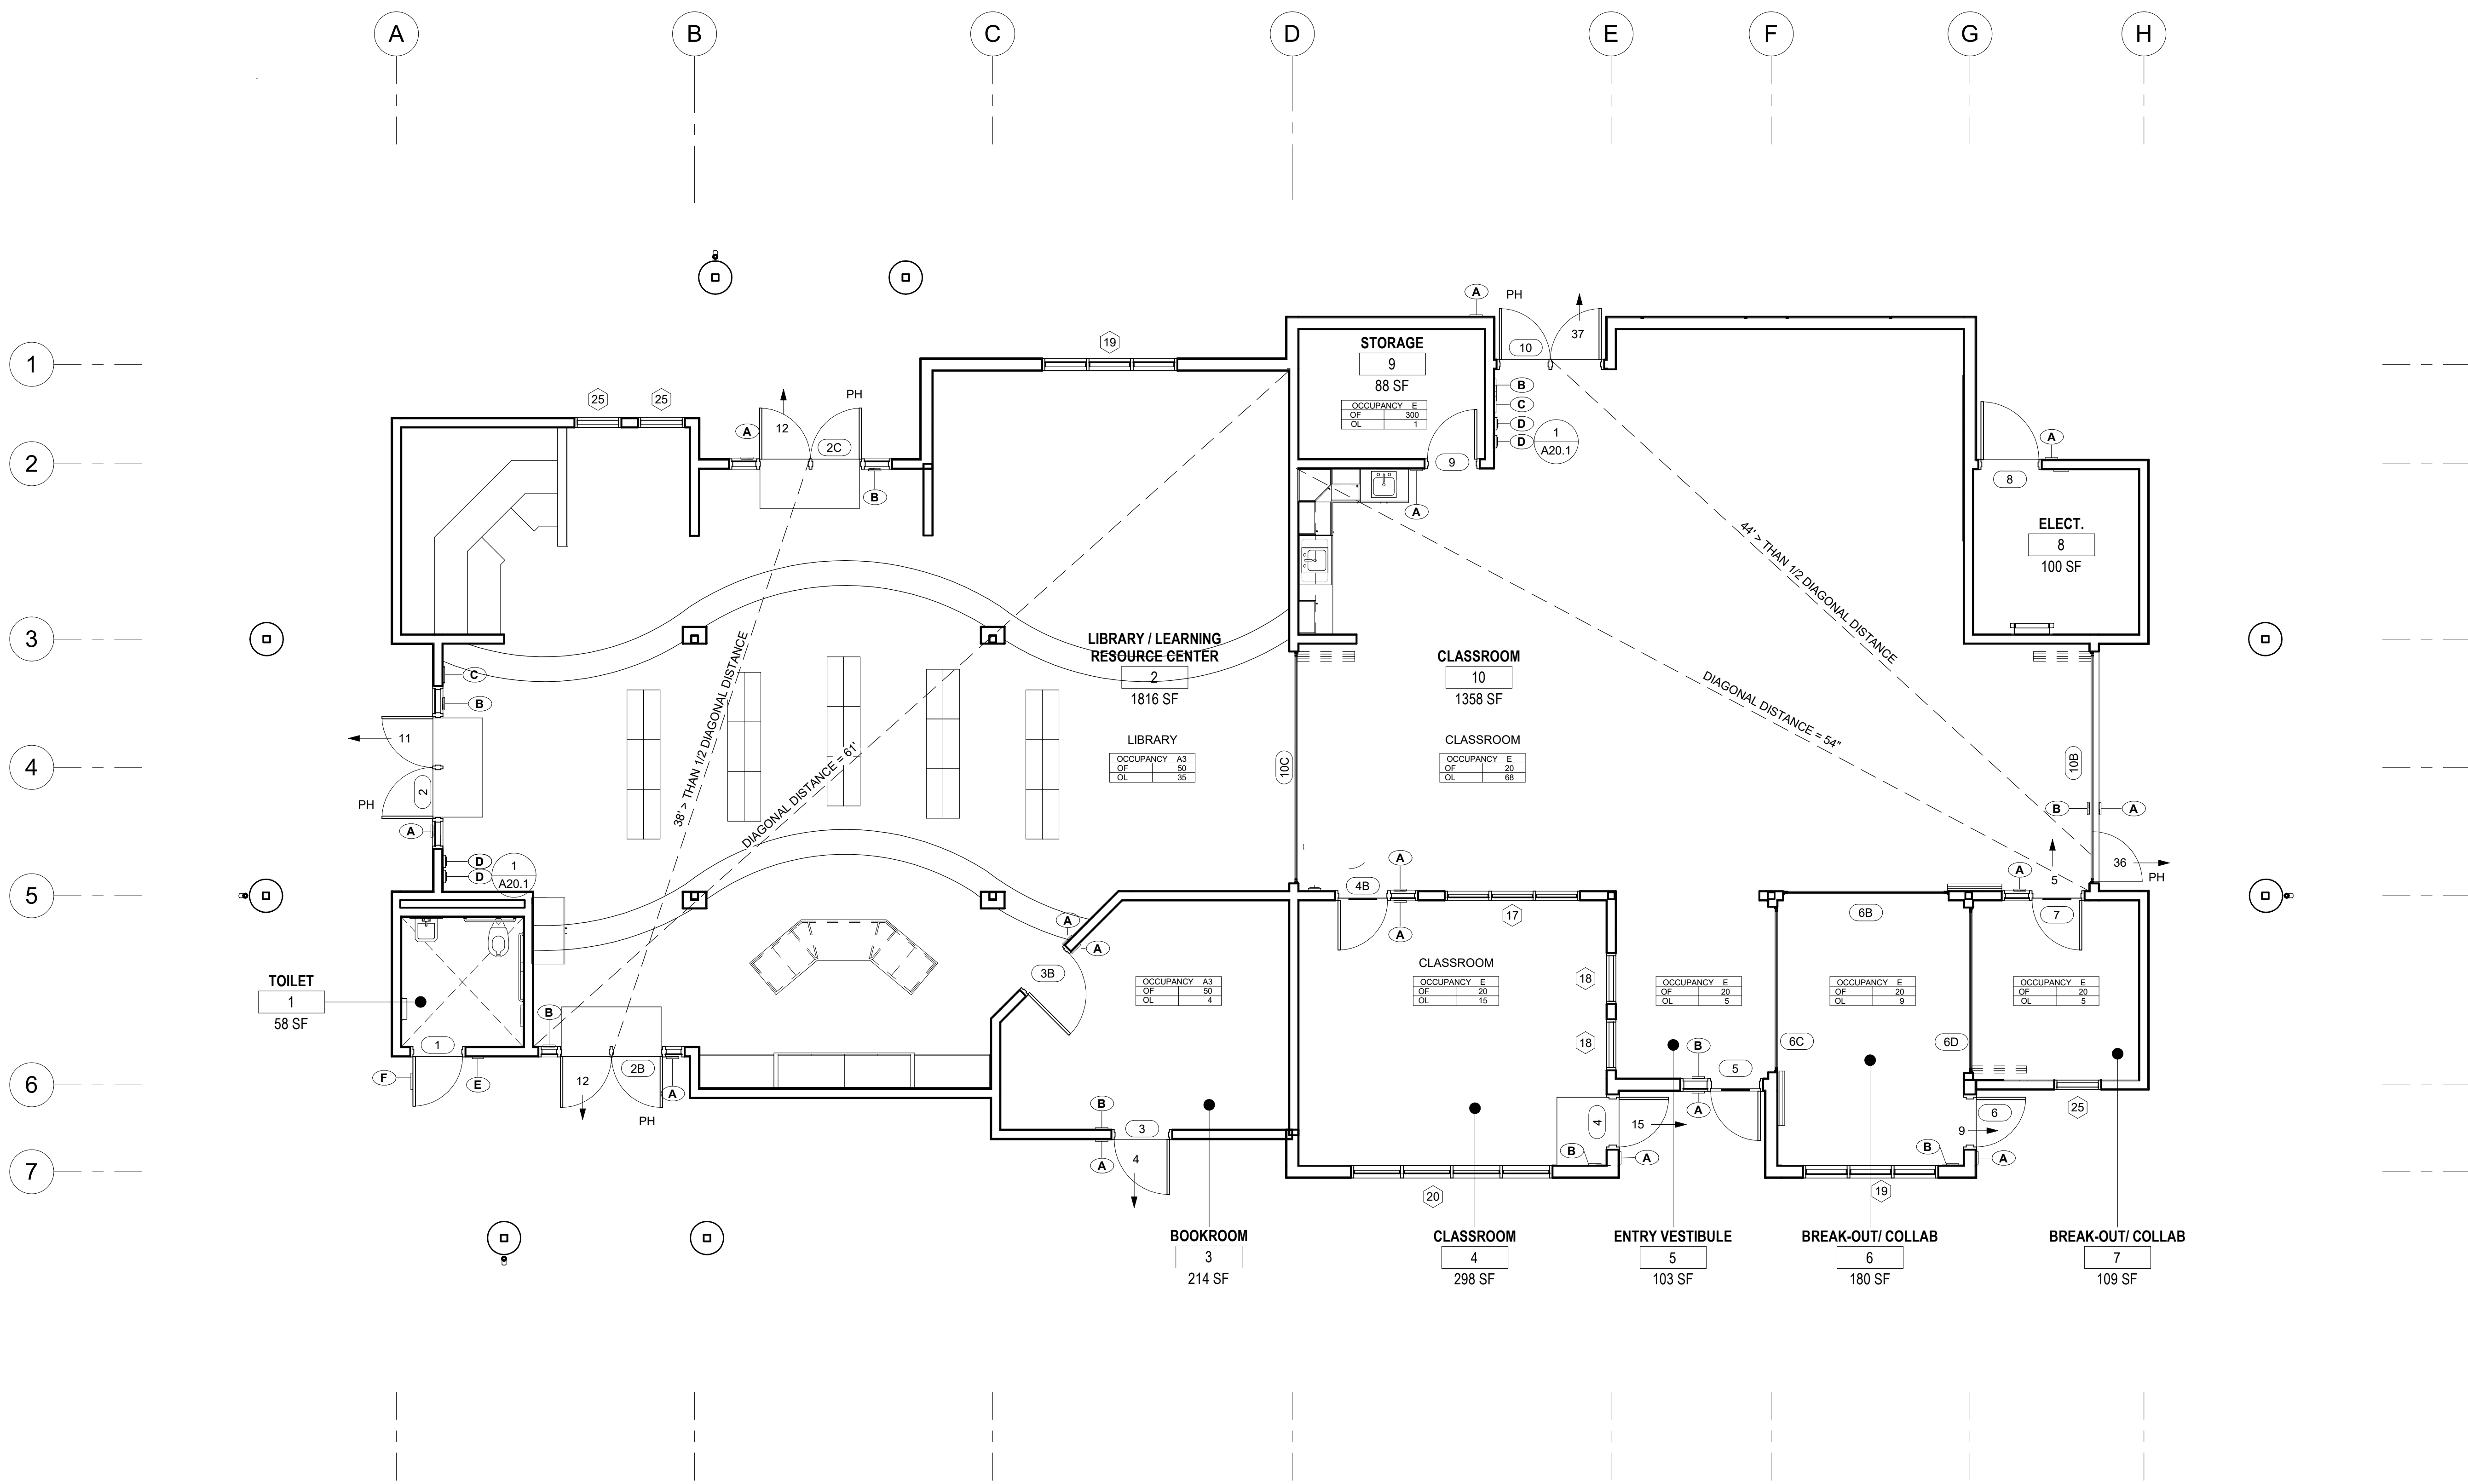 A B C D E F G H
1
2
3
4
5
6
7
19
25
25
12
PH
2C
A
B
STORAGE
9
88 SF
OCCUPANCY E
OF 300
OL 1
9
A
A
PH
10
37
B
C
D
D
1
A20.1
A
8
ELECT.
8
100 SF
44' > THAN 1/2 DIAGONAL DISTANCE
DIAGONAL DISTANCE = 54"
38' > THAN 1/2 DIAGONAL DISTANCE
DIAGONAL DISTANCE = 61'
LIBRARY / LEARNING
RESOURCE CENTER
2
1816 SF
LIBRARY
OCCUPANCY A3
OF 50
OL 35
CLASSROOM
10
1358 SF
CLASSROOM
OCCUPANCY E
OF 20
OL 68
10C
10B
B
A
36
PH
C
B
11
2
PH
A
D
D
1
A20.1
TOILET
1
58 SF
1
F
E
B
12
2B
A
PH
A
A
3B
OCCUPANCY A3
OF 50
OL 4
B
3
A
4
A
4B
A
17
CLASSROOM
OCCUPANCY E
OF 20
OL 15
18
18
OCCUPANCY E
OF 20
OL 5
B
5
A
4
15
B
A
20
6B
OCCUPANCY E
OF 20
OL 9
6C
6D
6
9
B
A
19
A
5
7
OCCUPANCY E
OF 20
OL 5
25
BOOKROOM
3
214 SF
CLASSROOM
4
298 SF
ENTRY VESTIBULE
5
103 SF
BREAK-OUT/ COLLAB
6
180 SF
BREAK-OUT/ COLLAB
7
109 SF